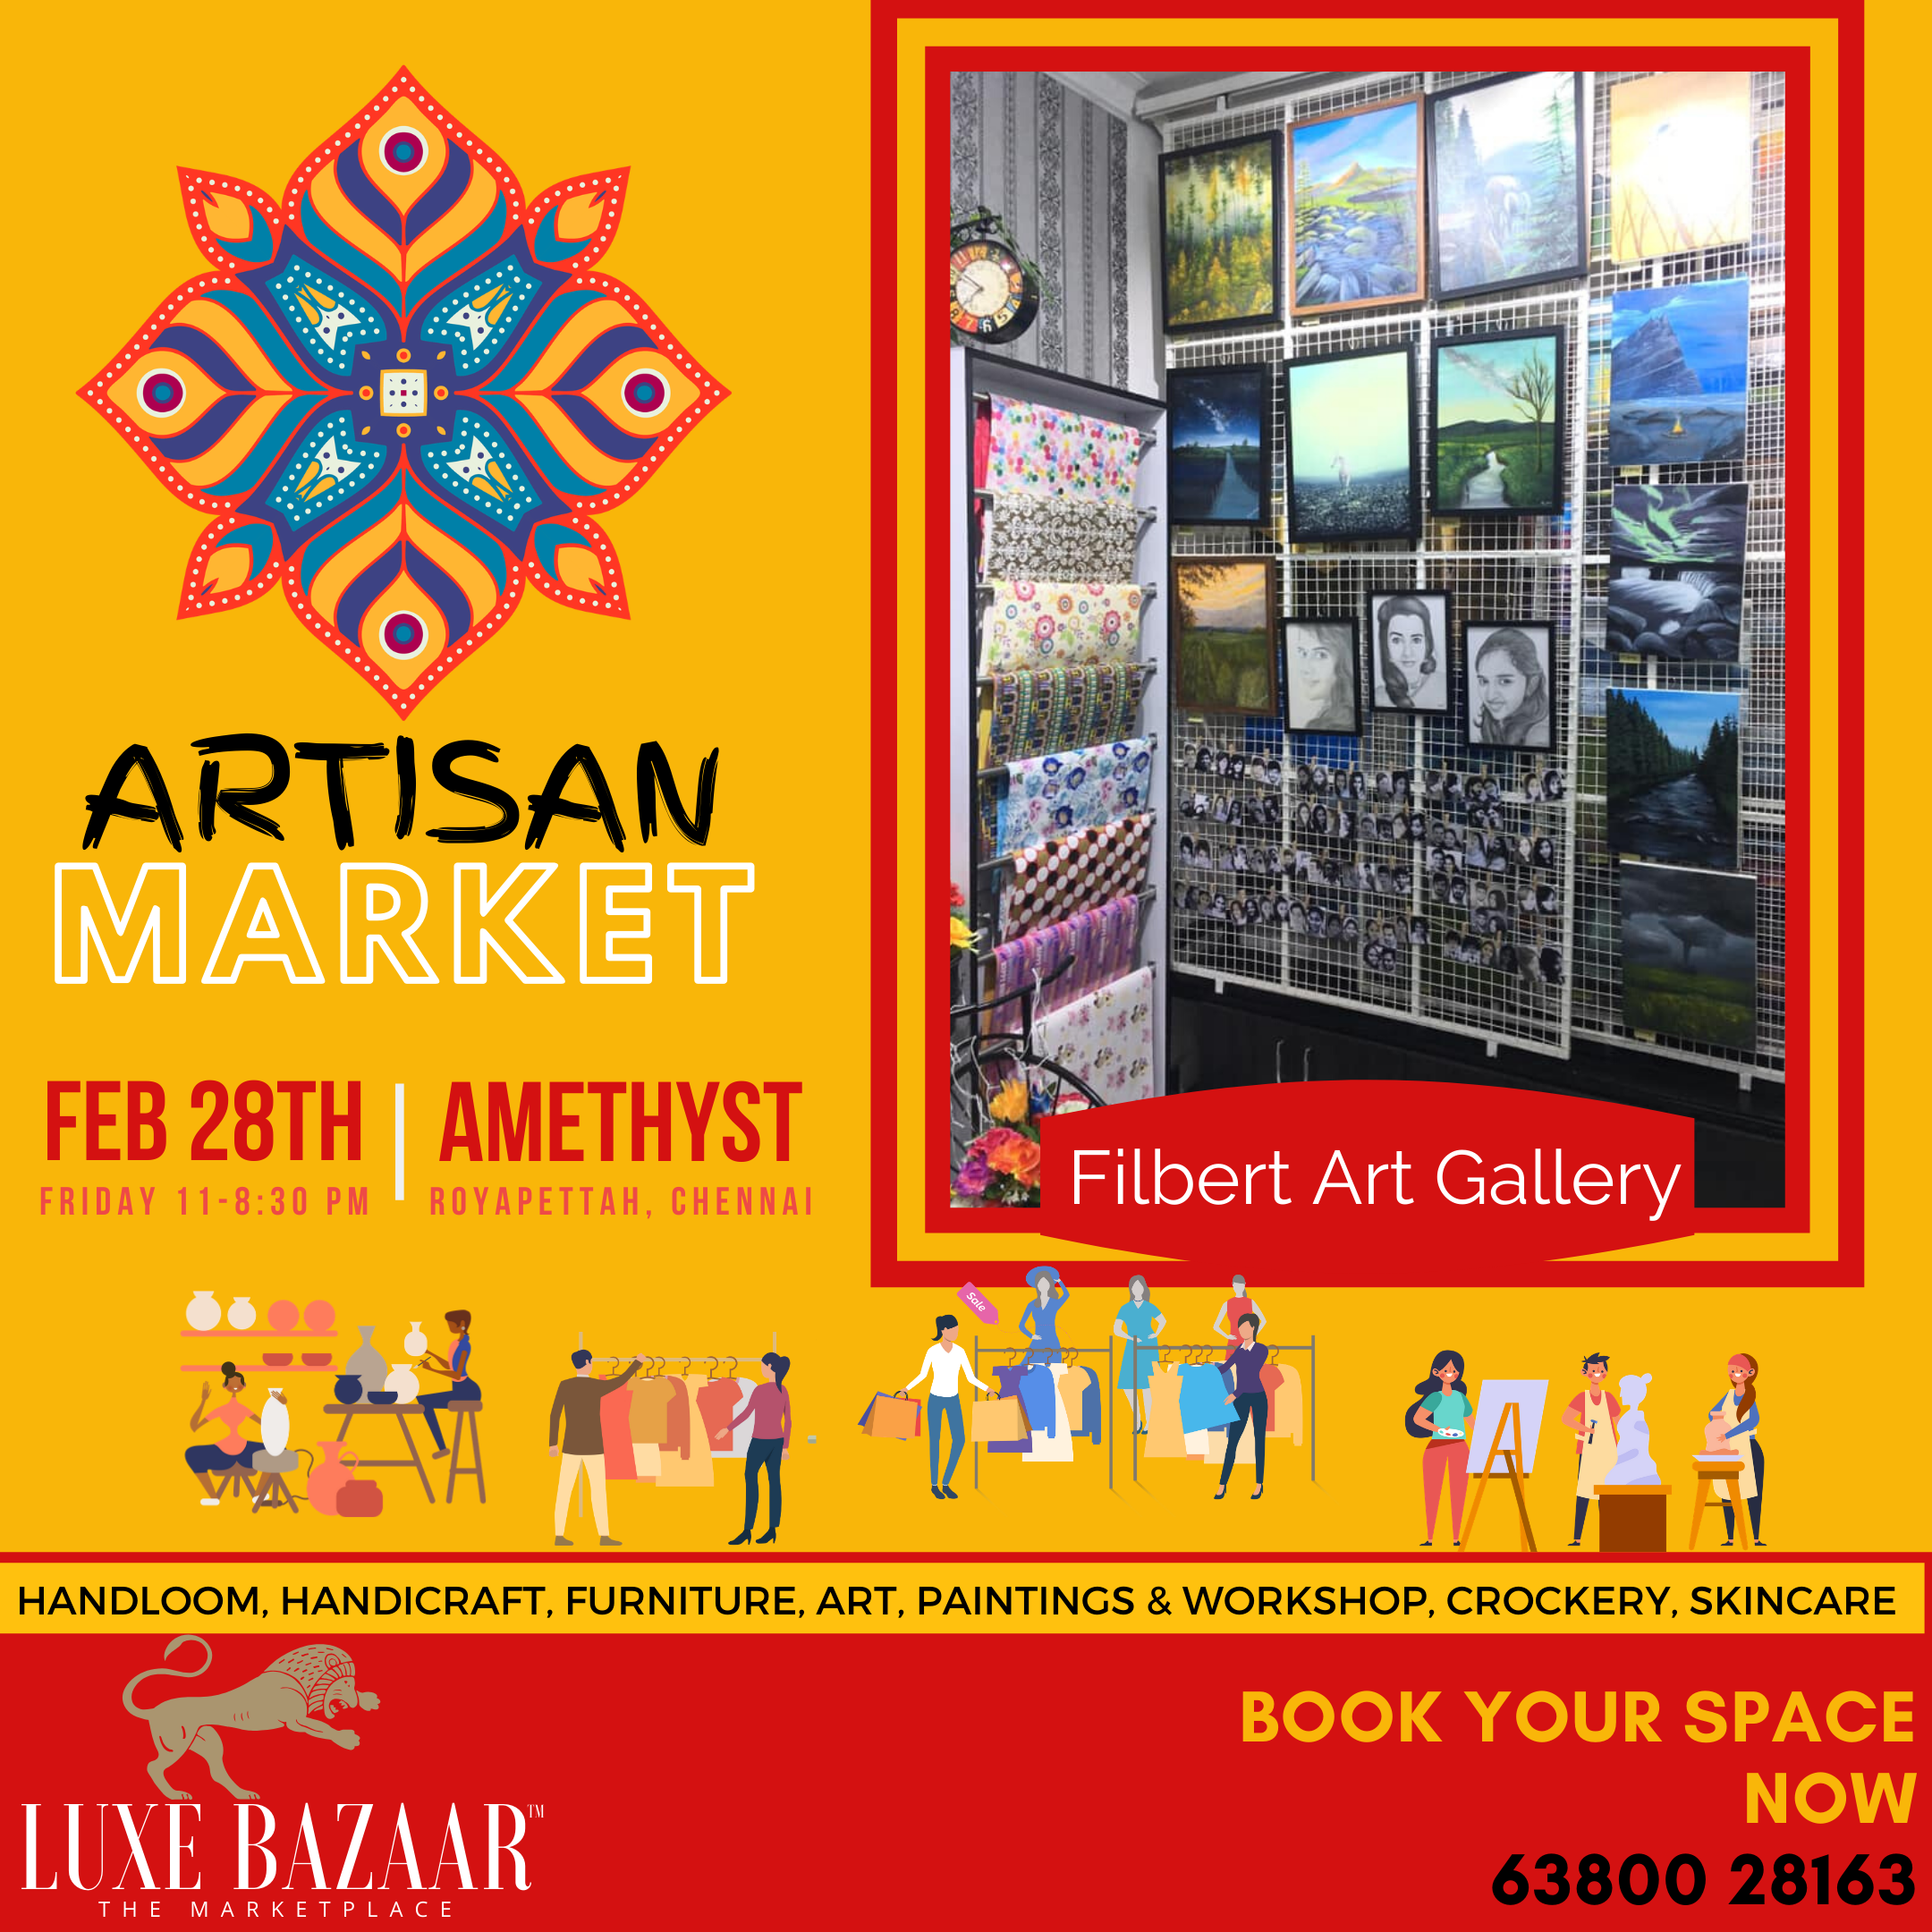 ARTISAN
MARKET
FEB 28TH
FRIDAY 11-8:30 PM
AMETHYST
ROYAPETTAH, CHENNAI
Filbert Art Gallery
Sale
HANDLOOM, HANDICRAFT, FURNITURE, ART, PAINTINGS & WORKSHOP, CROCKERY, SKINCARE
LUXE BAZAAR™
THE MARKETPLACE
BOOK YOUR SPACE
NOW
63800 28163